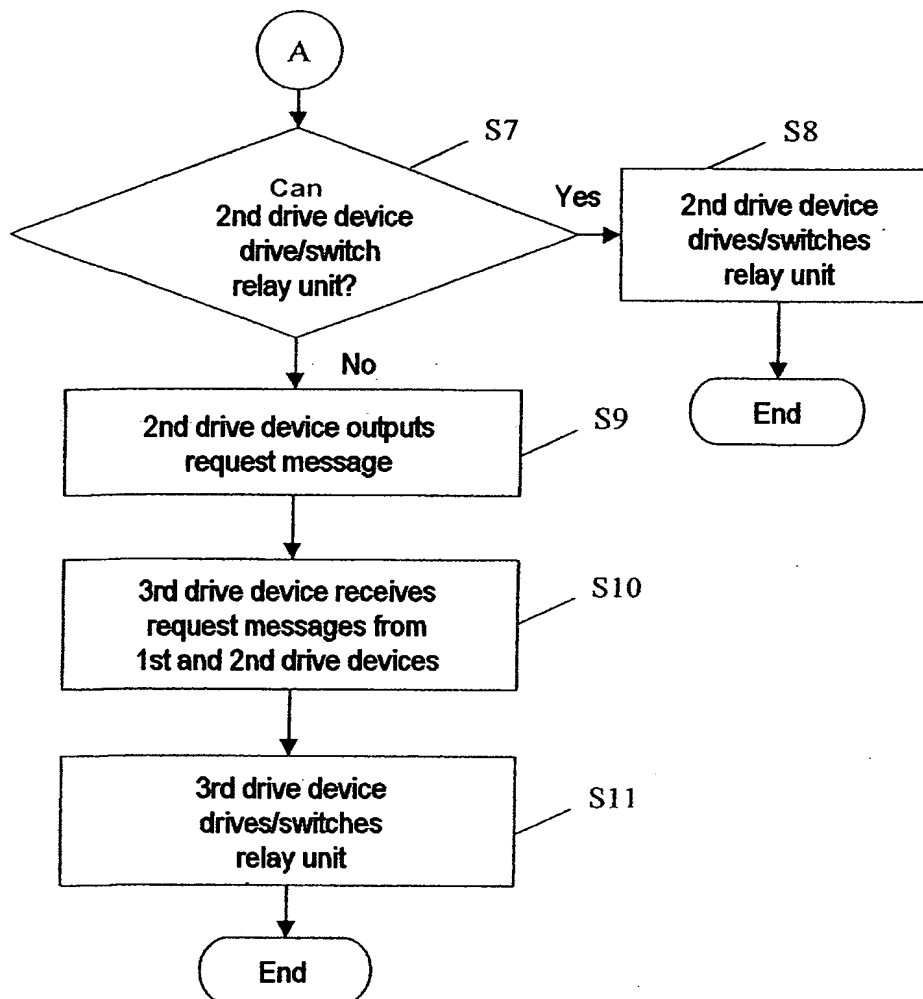 A
S7
Can
2nd drive device
drive/switch
relay unit?
Yes
S8
2nd drive device
drives/switches
relay unit
End
No
2nd drive device outputs
request message
S9
3rd drive device receives
request messages from
1st and 2nd drive devices
S10
3rd drive device
drives/switches
relay unit
S11
End